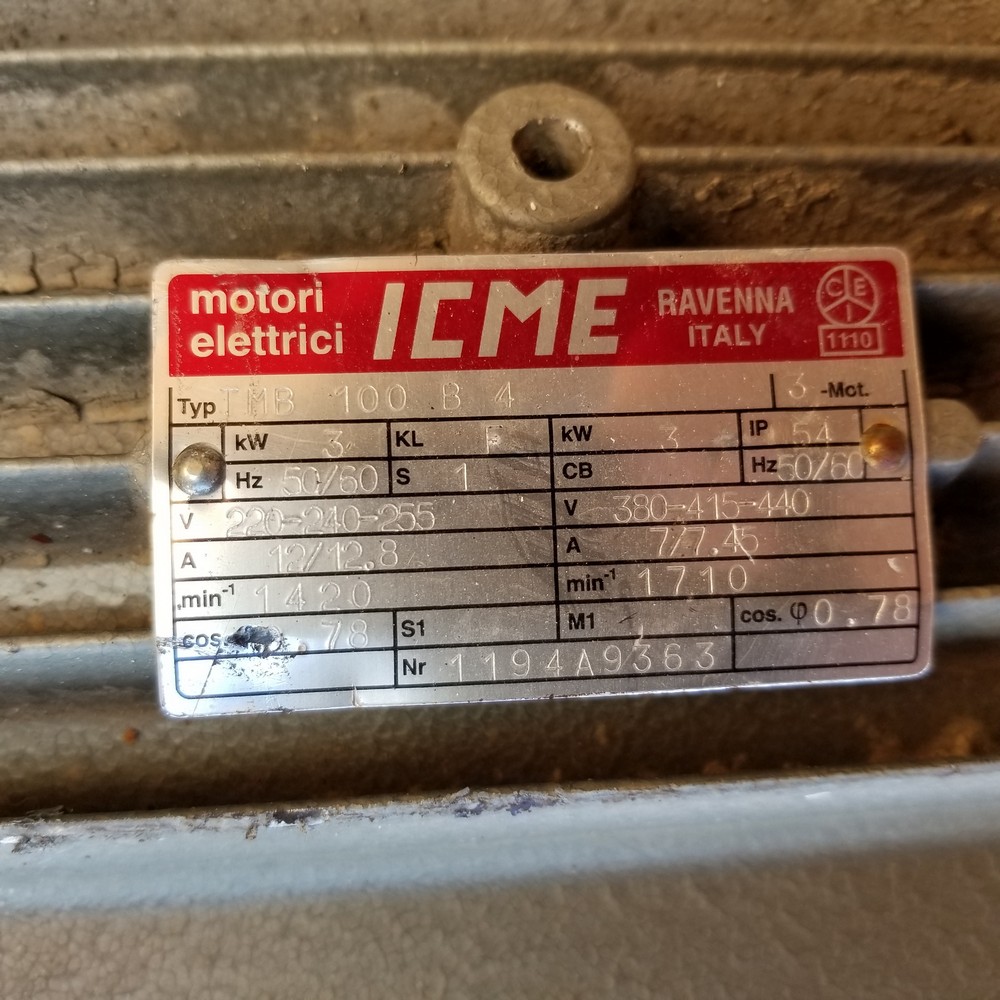 motori elettrici ICME RAVENNA ITALY CEI 1110
Typ TMB 100 B 4 3 -Mot.
kW 3 KL F kW 3 IP 54
Hz 50/60 S 1 CB Hz 50/60
V 220-240-255 V 380-415-440
A 12/12.8 A 7/7.45
min-1 1420 min-1 1710
cos. 78 S1 M1 cos. φ 0.78
Nr 1194A9363